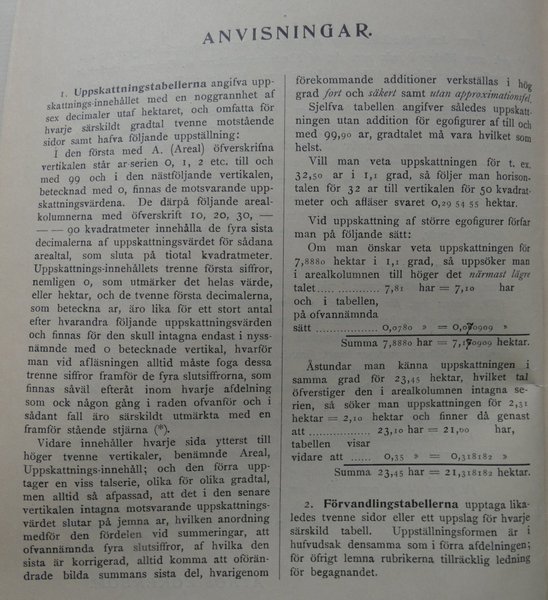 ANVISNINGAR.
1. Uppskattningstabellerna angifva upp-
skattnings-innehållet med en noggrannhet af
sex decimaler utaf hektaret, och omfatta för
hvarje särskildt gradtal tvenne motstående
sidor samt hafva följande uppställning:
I den första med A. (Areal) öfverskrifna
vertikalen står ar-serien 0, 1, 2 etc. till och
med 99 och i den nästföljande vertikalen,
betecknad med 0, finnas de motsvarande upp-
skattningsvärdena. De därpå följande areal-
kolumnerna med öfverskrift 10, 20, 30, —
— — 90 kvadratmeter innehålla de fyra sista
decimalerna af uppskattningsvärdet för sådana
arealtal, som sluta på tiotal kvadratmeter.
Uppskattnings-innehållets trenne första siffror,
nemligen 0, som utmärker det helas värde,
eller hektar, och de tvenne första decimalerna,
som beteckna ar, äro lika för ett stort antal
efter hvarandra följande uppskattningsvärden
och finnas för den skull intagna endast i nyss-
nämnde med 0 betecknade vertikal, hvarför
man vid afläsningen alltid måste foga dessa
trenne siffror framför de fyra slutsiffrorna, som
finnas såväl efteråt inom hvarje afdelning
som ock någon gång i raden ofvanför och i
sådant fall äro särskildt utmärkta med en
framför stående stjärna (*).
Vidare innehåller hvarje sida ytterst till
höger tvenne vertikaler, benämnde Areal,
Uppskattnings-innehåll; och den förra upp-
tager en viss talserie, olika för olika gradtal,
men alltid så afpassad, att det i den senare
vertikalen intagna motsvarande uppskattnings-
värdet slutar på jemna ar, hvilken anordning
medför den fördelen vid summeringar, att
ofvannämnda fyra slutsiffror, af hvilka den
sista är korrigerad, alltid komma att oförän-
drade bilda summans sista del, hvarigenom
förekommande additioner verkställas i hög
grad fort och säkert samt utan approximationsfel.
Sjelfva tabellen angifver således uppskatt-
ningen utan addition för egofigurer af till och
med 99,90 ar, gradtalet må vara hvilket som
helst.
Vill man veta uppskattningen för t. ex.
32,50 ar i 1,1 grad, så följer man horison-
talen för 32 ar till vertikalen för 50 kvadrat-
meter och afläses svaret 0,29 54 55 hektar.
Vid uppskattning af större egofigurer förfar
man på följande sätt:
Om man önskar veta uppskattningen för
7,8880 hektar i 1,1 grad, så uppsöker man
i arealkolumnen till höger det närmast lägre
talet ........... 7,81 har = 7,10 har
och i tabellen,
på ofvannämnda
sätt ................ 0,0780 » = 0,070909 »
Summa 7,8880 har = 7,170909 hektar.
Åstundar man känna uppskattningen i
samma grad för 23,45 hektar, hvilket tal
öfverstiger den i arealkolumnen intagna se-
rien, så söker man uppskattningen för 2,31
hektar = 2,10 hektar och finner då genast
att .................. 23,10 har = 21,00 har,
tabellen visar
vidare att ...... 0,35 » = 0,318182 »
Summa 23,45 har = 21,318182 hektar.
2. Förvandlingstabellerna upptaga lika-
ledes tvenne sidor eller ett uppslag för hvarje
särskild tabell. Uppställningsformen är i
hufvudsak densamma som i förra afdelningen;
för öfrigt lemna rubrikerna tillräcklig ledning
för begagnandet.